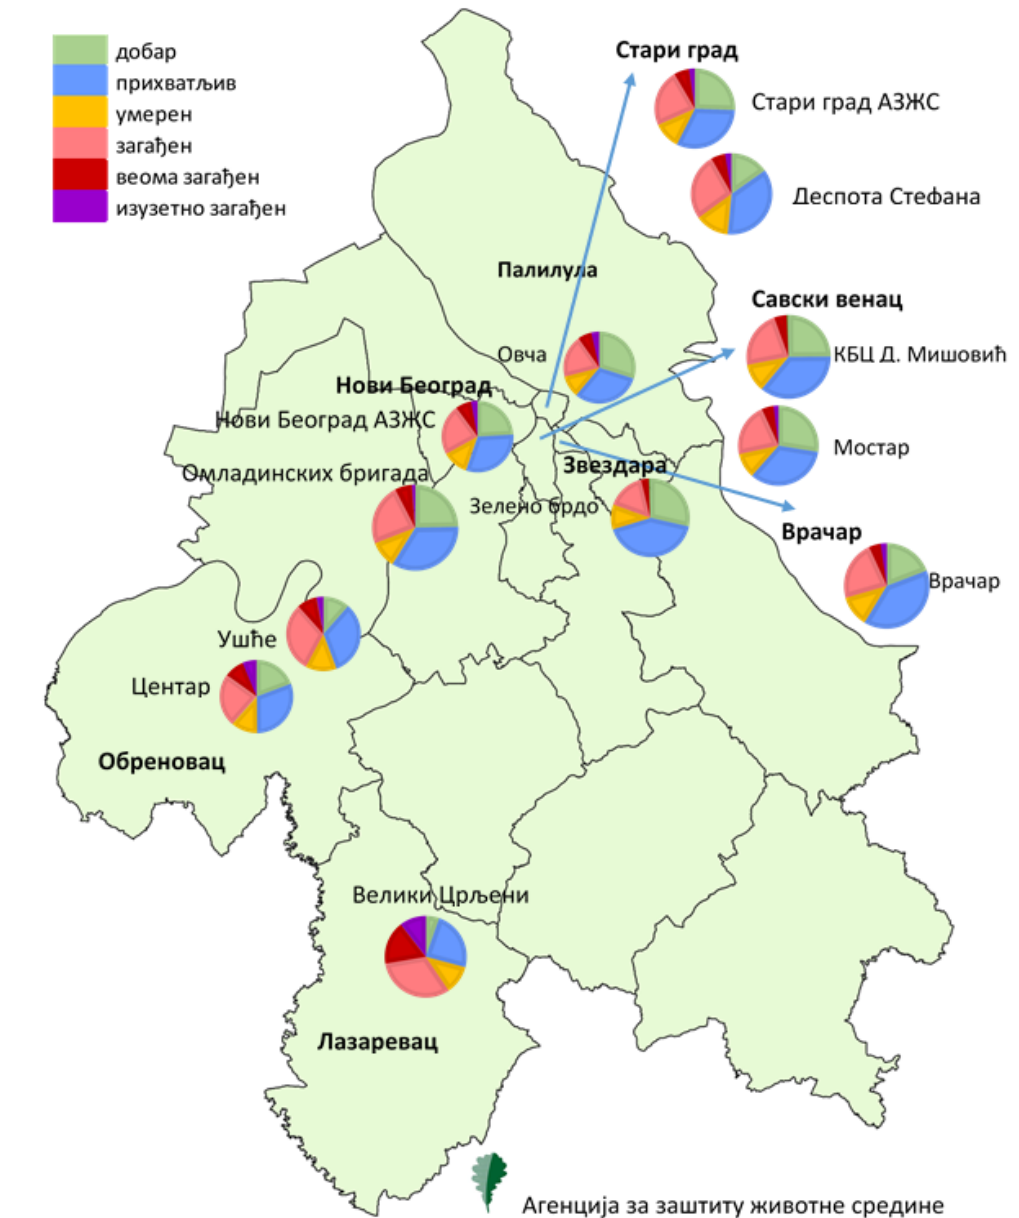 добар
прихватљив
умерен
загађен
веома загађен
изузетно загађен
Стари град
Стари град АЗЖС
Деспота Стефана
Палилула
Савски венац
Овча
КБЦ Д. Мишовић
Нови Београд
Нови Београд АЗЖС
Мостар
Омладинских бригада
Звездара
Зелено брдо
Врачар
Врачар
Ушће
Центар
Обреновац
Велики Црљени
Лазаревац
Агенција за заштиту животне средине